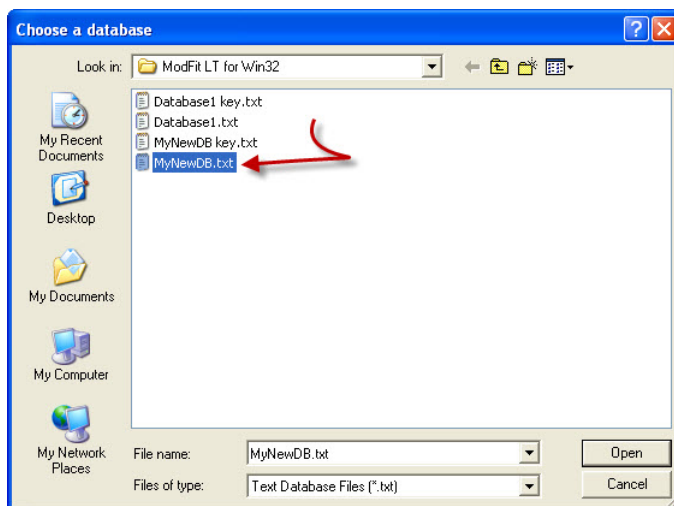 Choose a database
Look in:
ModFit LT for Win32
My Recent
Documents
Desktop
My Documents
My Computer
My Network
Places
Database1 key.txt
Database1.txt
MyNewDB key.txt
MyNewDB.txt
File name:
MyNewDB.txt
Open
Files of type:
Text Database Files (*.txt)
Cancel